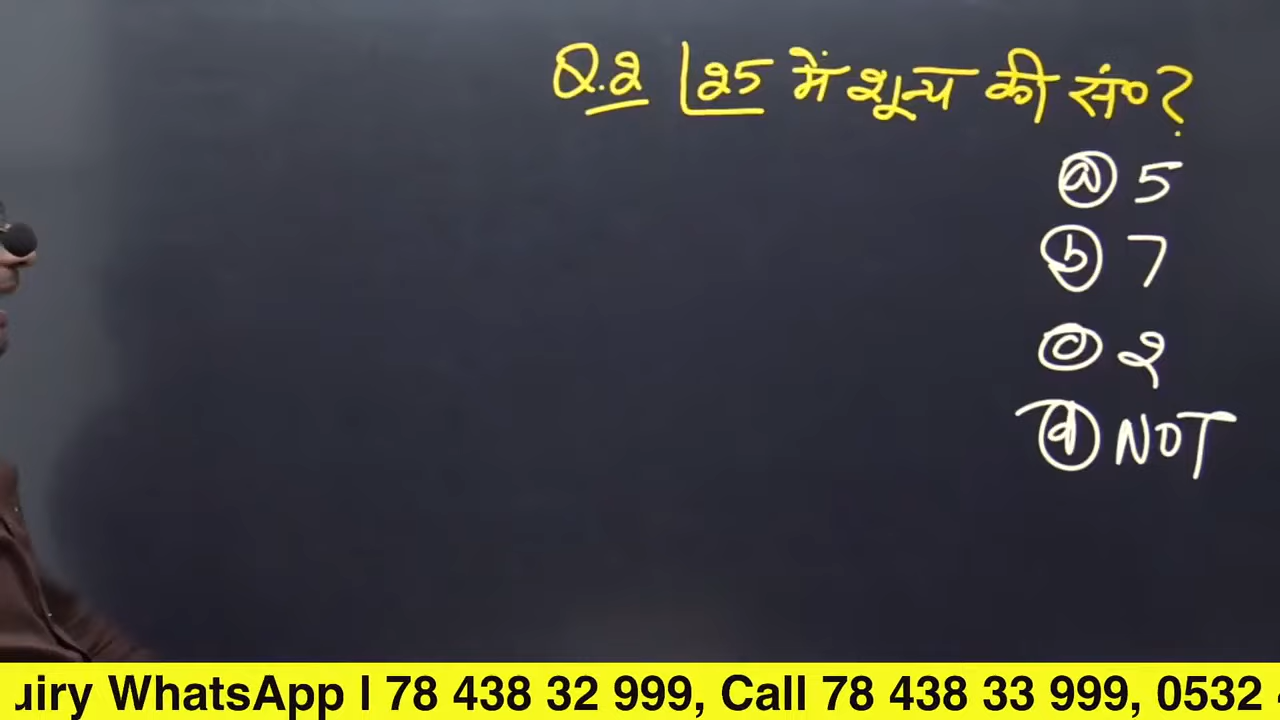 Q.2 |25 में शून्य की सं० ?
(a) 5
(b) 7
(c) 2
(d) NOT
uiry WhatsApp I 78 438 32 999, Call 78 438 33 999, 0532